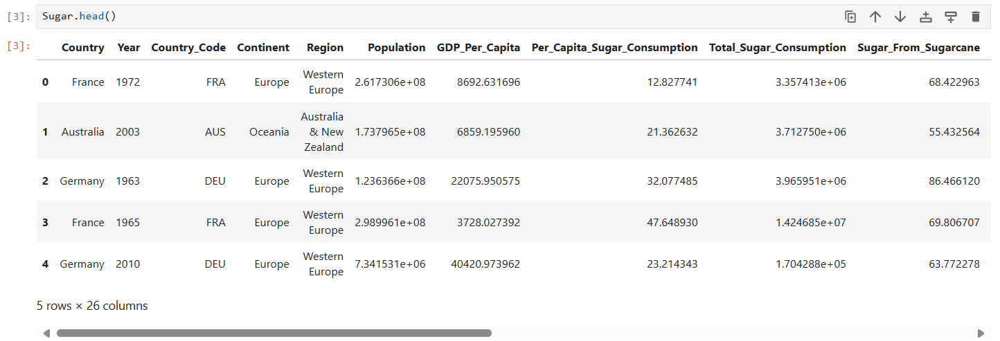 [3]: Sugar.head()
[3]: Country Year Country_Code Continent Region Population GDP_Per_Capita Per_Capita_Sugar_Consumption Total_Sugar_Consumption Sugar_From_Sugarcane
0 France 1972 FRA Europe Western Europe 2.617306e+08 8692.631696 12.827741 3.357413e+06 68.422963
1 Australia 2003 AUS Oceania Australia & New Zealand 1.737965e+08 6859.195960 21.362632 3.712750e+06 55.432564
2 Germany 1963 DEU Europe Western Europe 1.236366e+08 22075.950575 32.077485 3.965951e+06 86.466120
3 France 1965 FRA Europe Western Europe 2.989961e+08 3728.027392 47.648930 1.424685e+07 69.806707
4 Germany 2010 DEU Europe Western Europe 7.341531e+06 40420.973962 23.214343 1.704288e+05 63.772278
5 rows × 26 columns